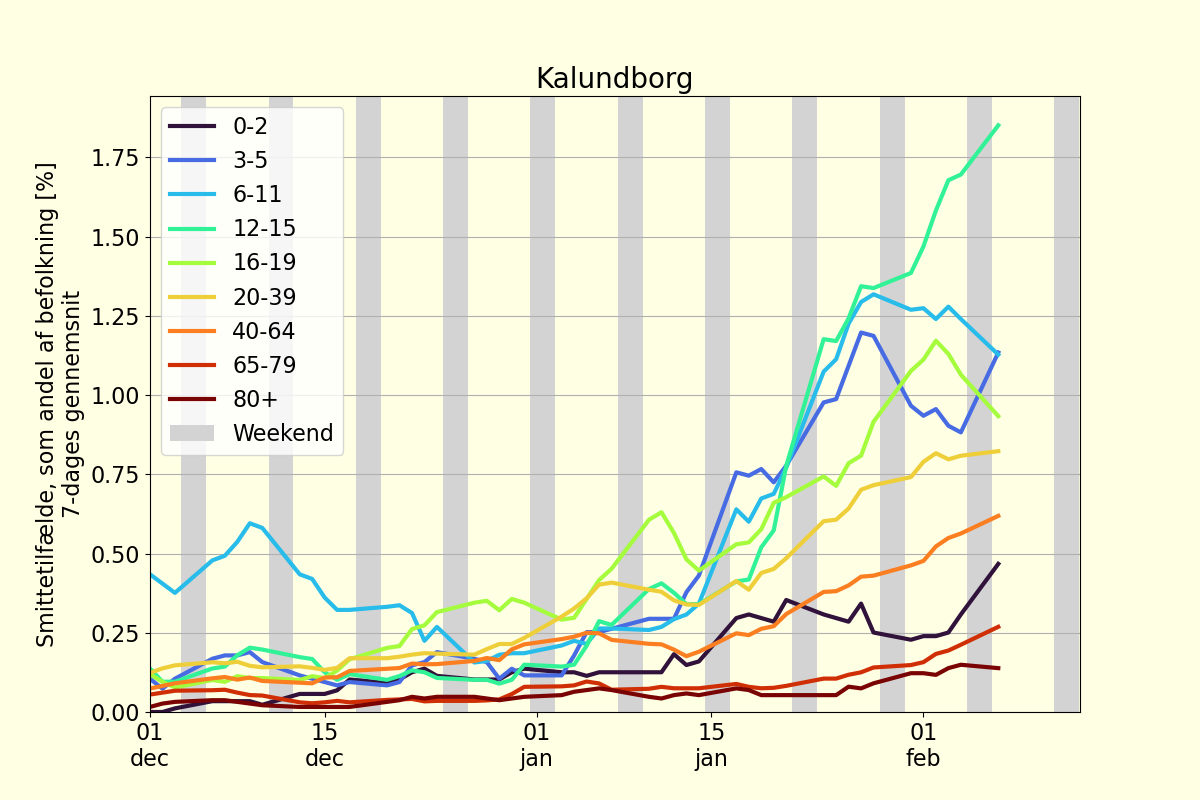 Kalundborg
Smittetilfælde, som andel af befolkning [%]
7-dages gennemsnit
1.75
1.50
1.25
1.00
0.75
0.50
0.25
0.00
0-2
3-5
6-11
12-15
16-19
20-39
40-64
65-79
80+
Weekend
01 15 01 15 01
dec dec jan jan feb